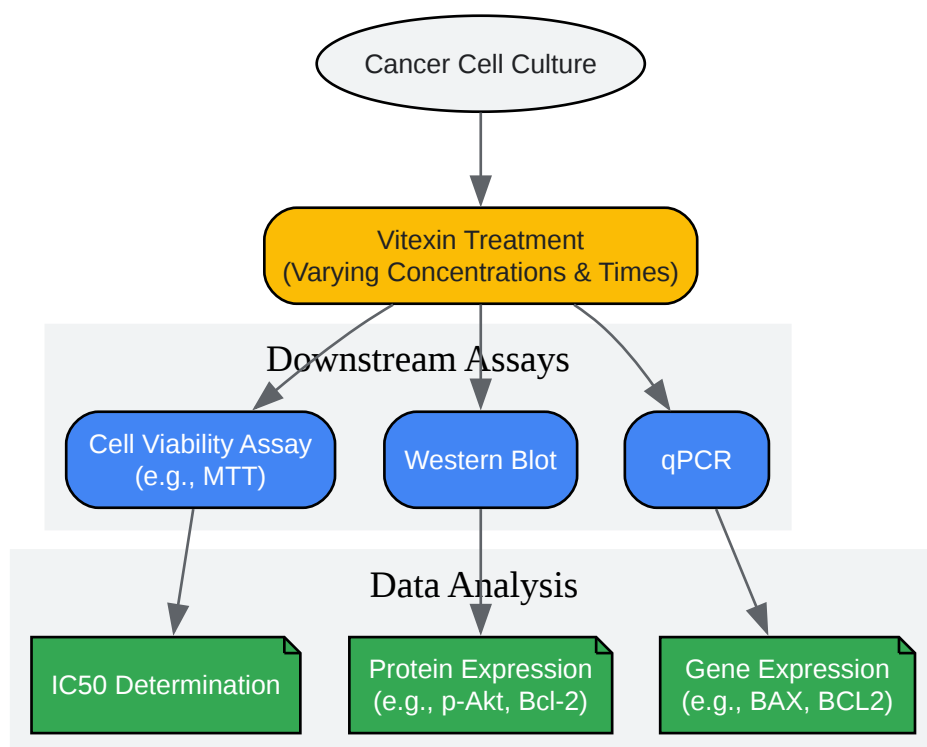 Cancer Cell Culture
Vitexin Treatment
(Varying Concentrations & Times)
Downstream Assays
Cell Viability Assay
(e.g., MTT)
Western Blot
qPCR
Data Analysis
IC50 Determination
Protein Expression
(e.g., p-Akt, Bcl-2)
Gene Expression
(e.g., BAX, BCL2)